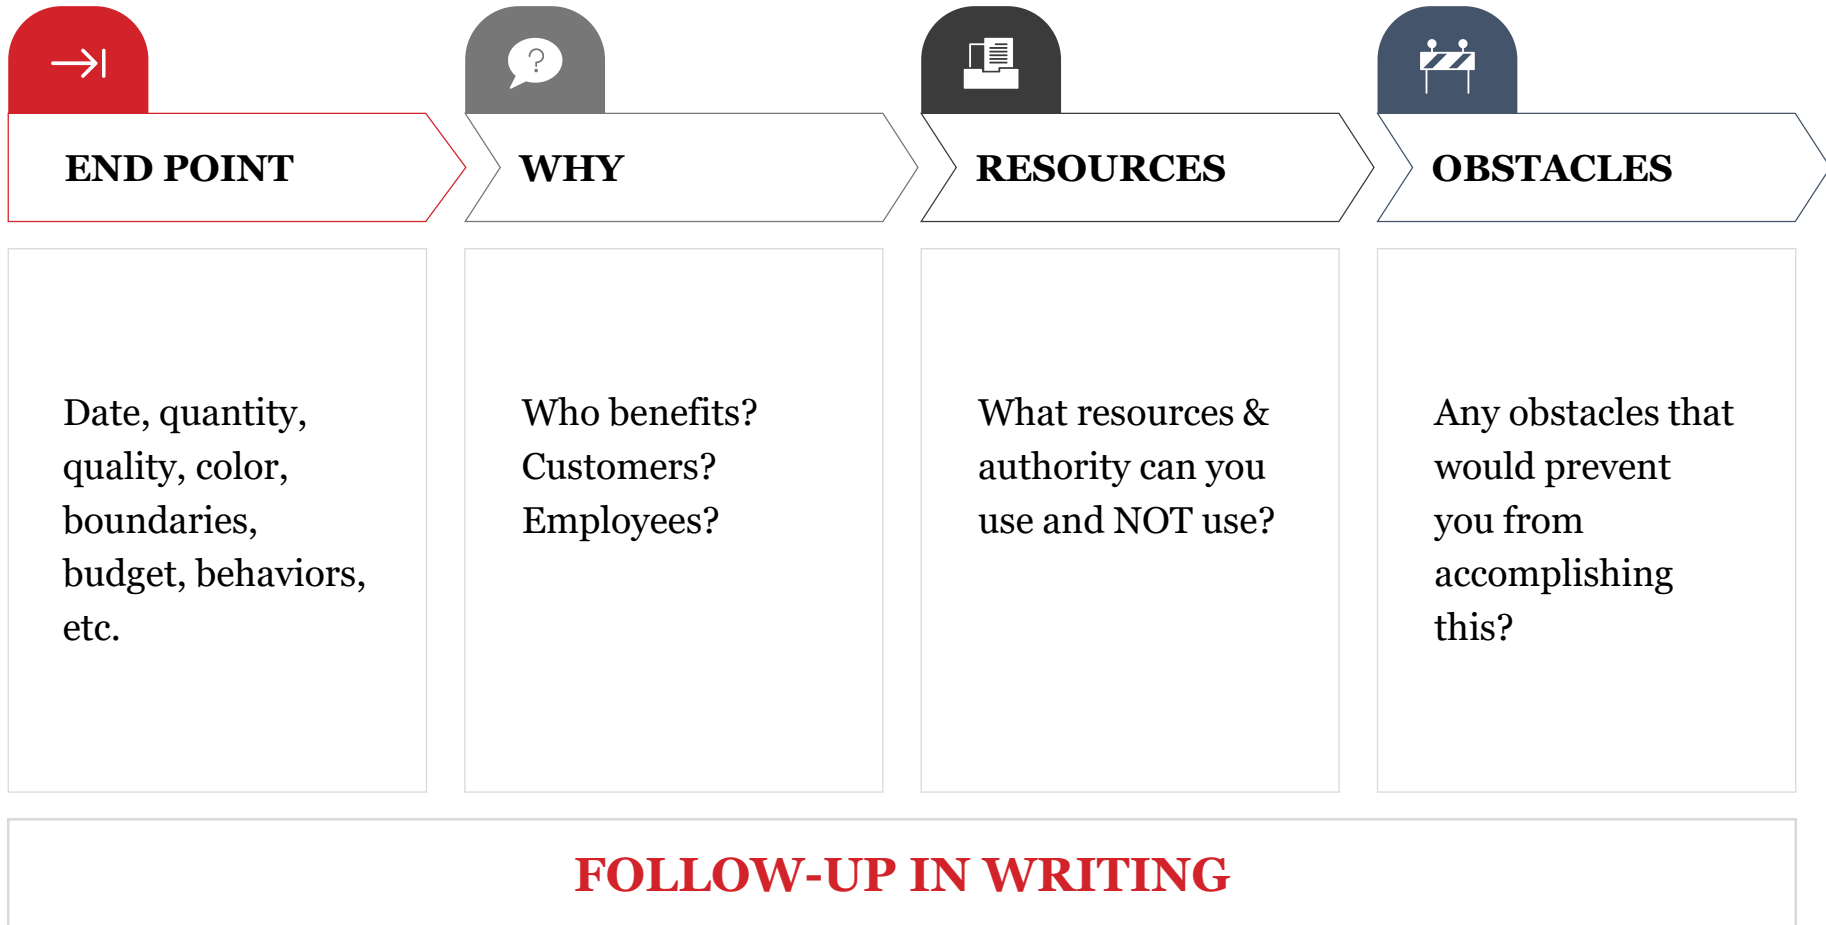 END POINT
WHY
RESOURCES
OBSTACLES
Date, quantity,
quality, color,
boundaries,
budget, behaviors,
etc.
Who benefits?
Customers?
Employees?
What resources &
authority can you
use and NOT use?
Any obstacles that
would prevent
you from
accomplishing
this?
FOLLOW-UP IN WRITING